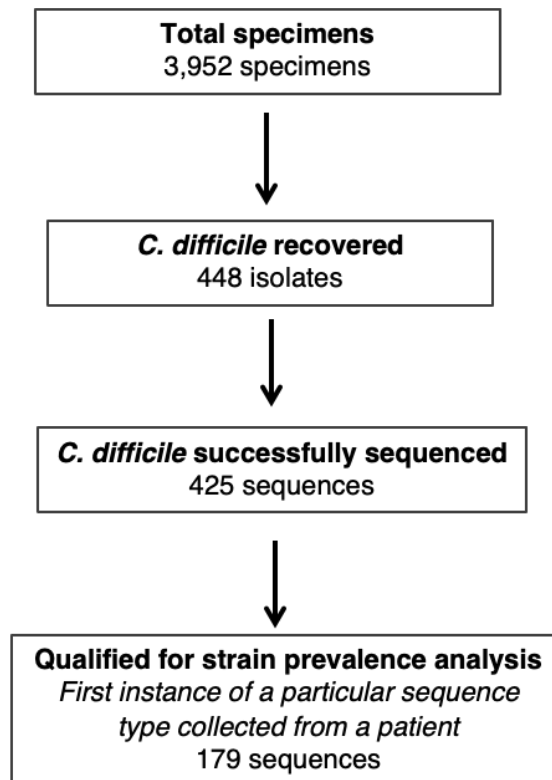 Total specimens
3,952 specimens
C. difficile recovered
448 isolates
C. difficile successfully sequenced
425 sequences
Qualified for strain prevalence analysis
First instance of a particular sequence
type collected from a patient
179 sequences